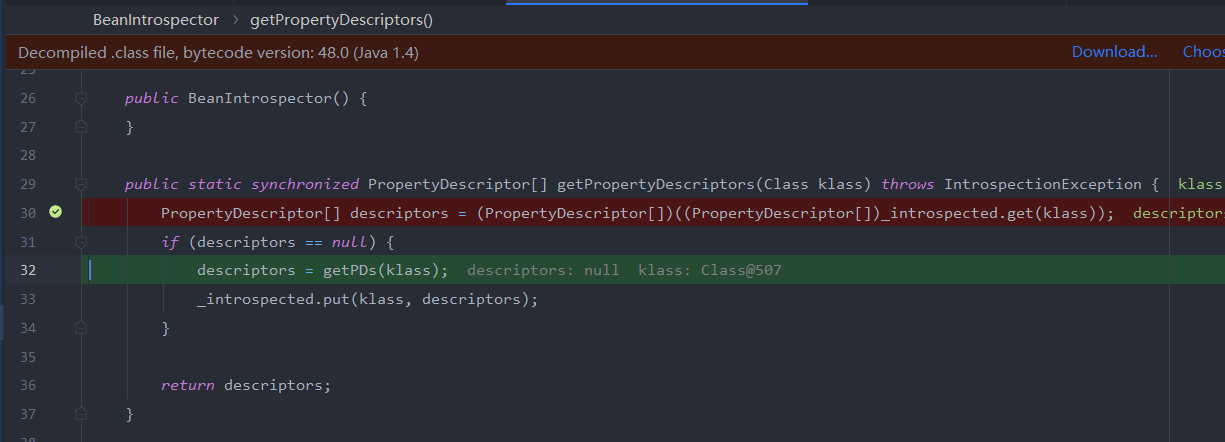 BeanIntrospector > getPropertyDescriptors()
Decompiled .class file, bytecode version: 48.0 (Java 1.4) Download... Choos
25
26 public BeanIntrospector() {
27 }
28
29 public static synchronized PropertyDescriptor[] getPropertyDescriptors(Class klass) throws IntrospectionException { klass
30 PropertyDescriptor[] descriptors = (PropertyDescriptor[])((PropertyDescriptor[])_introspected.get(klass)); descriptors
31 if (descriptors == null) {
32 descriptors = getPDs(klass); descriptors: null klass: Class@507
33 _introspected.put(klass, descriptors);
34 }
35
36 return descriptors;
37 }
38